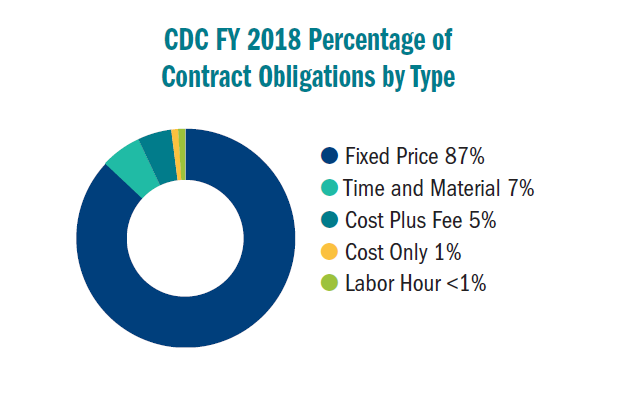 CDC FY 2018 Percentage of
Contract Obligations by Type
Fixed Price 87%
Time and Material 7%
Cost Plus Fee 5%
Cost Only 1%
Labor Hour <1%